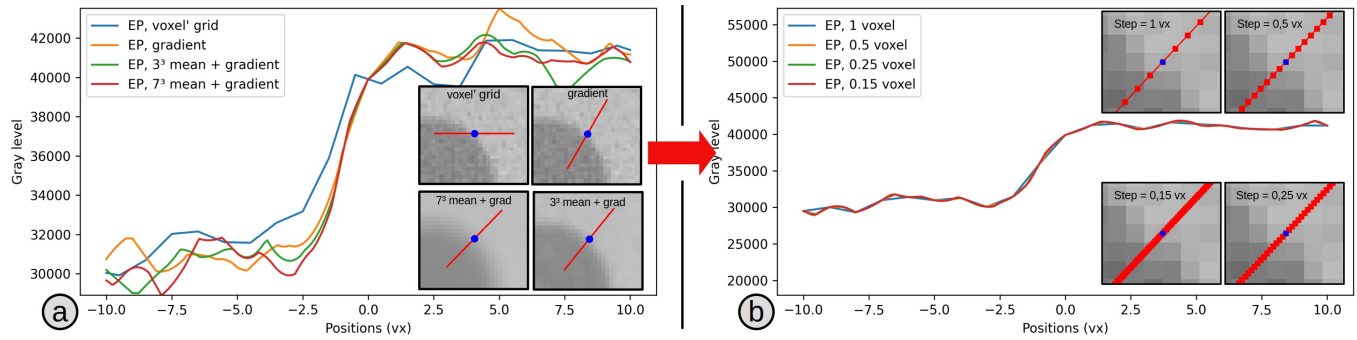 EP, voxel' grid
EP, gradient
EP, 3³ mean + gradient
EP, 7³ mean + gradient
42000
40000
38000
36000
34000
32000
30000
Gray level
voxel' grid
gradient
7³ mean + grad
3³ mean + grad
−10.0 −7.5 −5.0 −2.5 0.0 2.5 5.0 7.5 10.0
Positions (vx)
a
EP, 1 voxel
EP, 0.5 voxel
EP, 0.25 voxel
EP, 0.15 voxel
55000
50000
45000
40000
35000
30000
25000
20000
Gray level
Step = 1 vx
Step = 0,5 vx
Step = 0,15 vx
Step = 0,25 vx
−10.0 −7.5 −5.0 −2.5 0.0 2.5 5.0 7.5 10.0
Positions (vx)
b